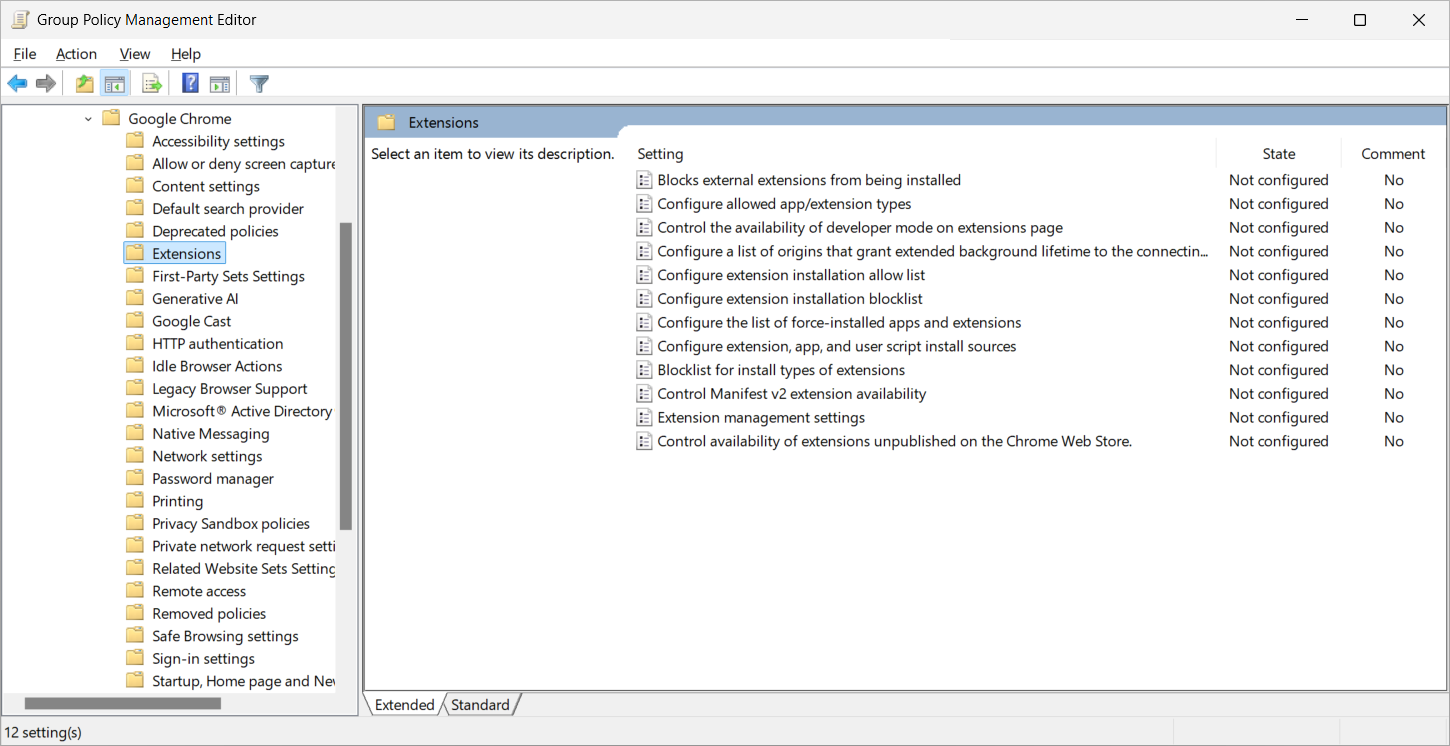 Group Policy Management Editor
File Action View Help
Google Chrome
Accessibility settings
Allow or deny screen capture
Content settings
Default search provider
Deprecated policies
Extensions
First-Party Sets Settings
Generative AI
Google Cast
HTTP authentication
Idle Browser Actions
Legacy Browser Support
Microsoft® Active Directory
Native Messaging
Network settings
Password manager
Printing
Privacy Sandbox policies
Private network request setti
Related Website Sets Setting
Remote access
Removed policies
Safe Browsing settings
Sign-in settings
Startup, Home page and Nev
Extensions
Select an item to view its description.
Setting State Comment
Blocks external extensions from being installed Not configured No
Configure allowed app/extension types Not configured No
Control the availability of developer mode on extensions page Not configured No
Configure a list of origins that grant extended background lifetime to the connectin... Not configured No
Configure extension installation allow list Not configured No
Configure extension installation blocklist Not configured No
Configure the list of force-installed apps and extensions Not configured No
Configure extension, app, and user script install sources Not configured No
Blocklist for install types of extensions Not configured No
Control Manifest v2 extension availability Not configured No
Extension management settings Not configured No
Control availability of extensions unpublished on the Chrome Web Store. Not configured No
Extended Standard
12 setting(s)